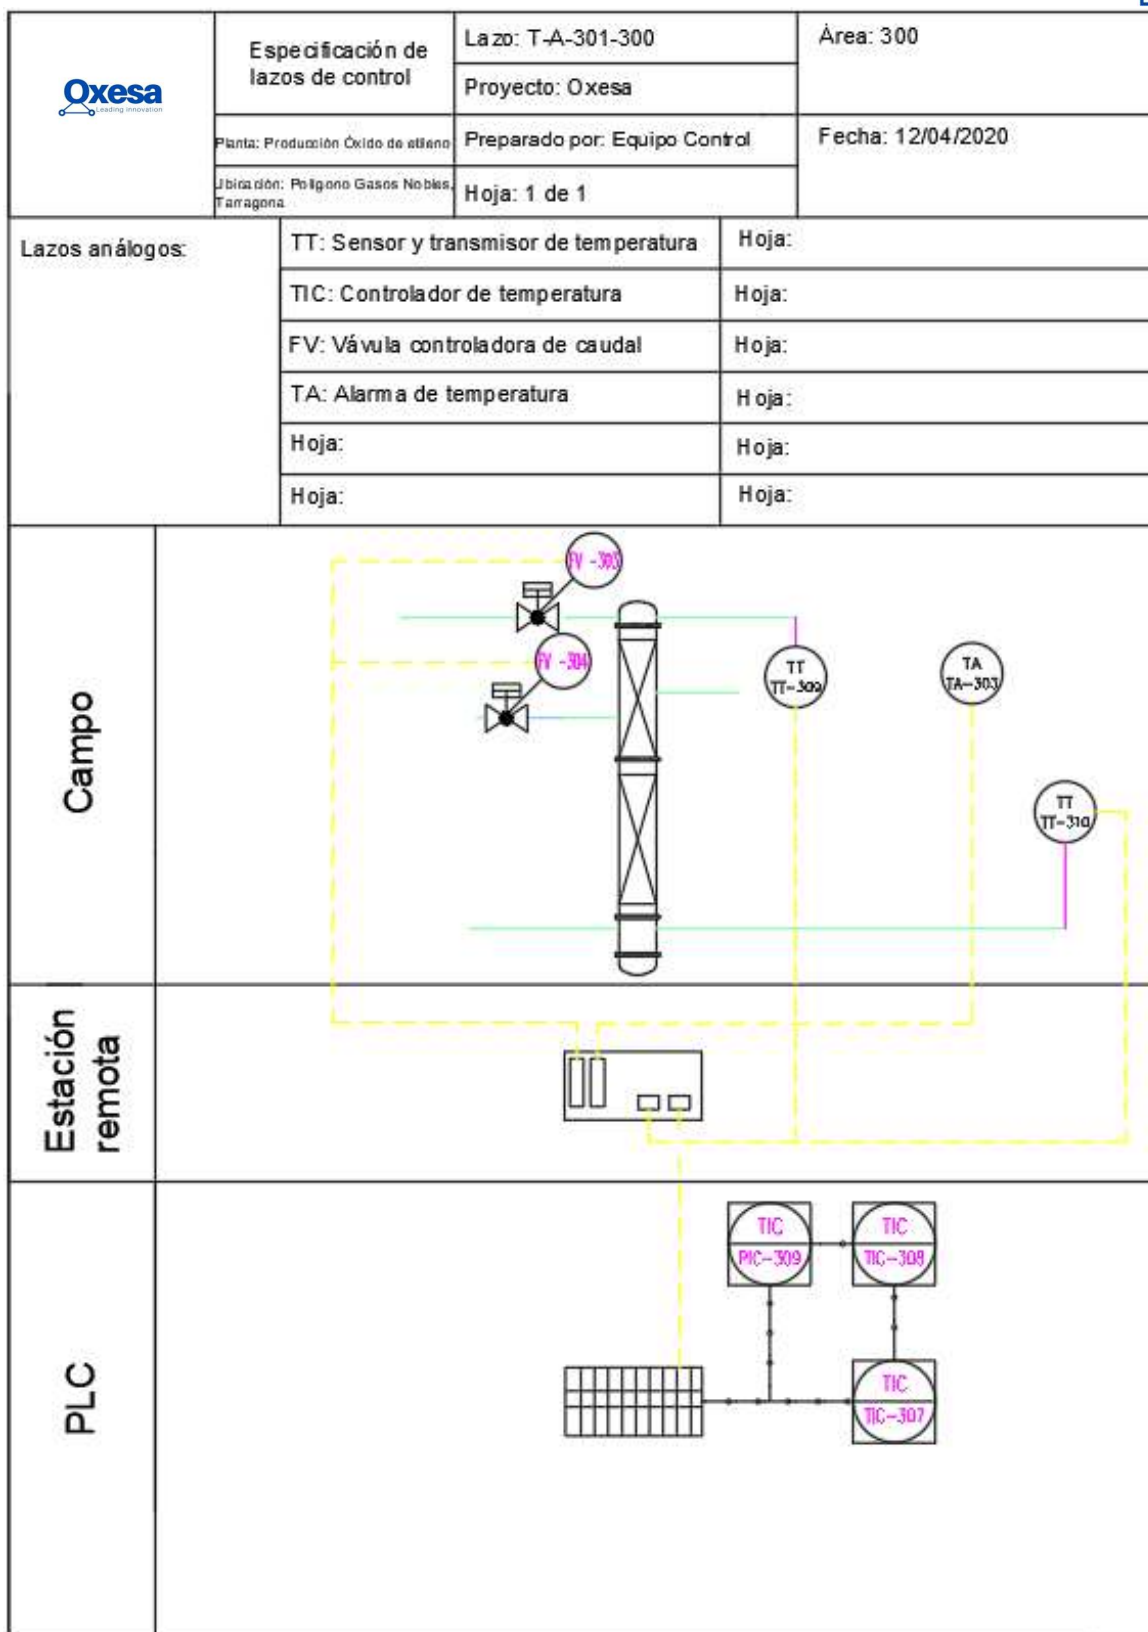 Oxesa
Leading Innovation
Especificación de
lazos de control
Lazo: T-A-301-300
Área: 300
Proyecto: Oxesa
Planta: Producción Óxido de etileno
Preparado por: Equipo Control
Fecha: 12/04/2020
Ubicación: Polígono Gasos Nobles,
Tarragona
Hoja: 1 de 1
Lazos análogos:
TT: Sensor y transmisor de temperatura
Hoja:
TIC: Controlador de temperatura
Hoja:
FV: Vávula controladora de caudal
Hoja:
TA: Alarma de temperatura
Hoja:
Hoja:
Hoja:
Hoja:
Hoja:
Campo
FV -303
FV -304
TT
TT-309
TA
TA-303
TT
TT-310
Estación
remota
PLC
TIC
PIC-309
TIC
TIC-308
TIC
TIC-307